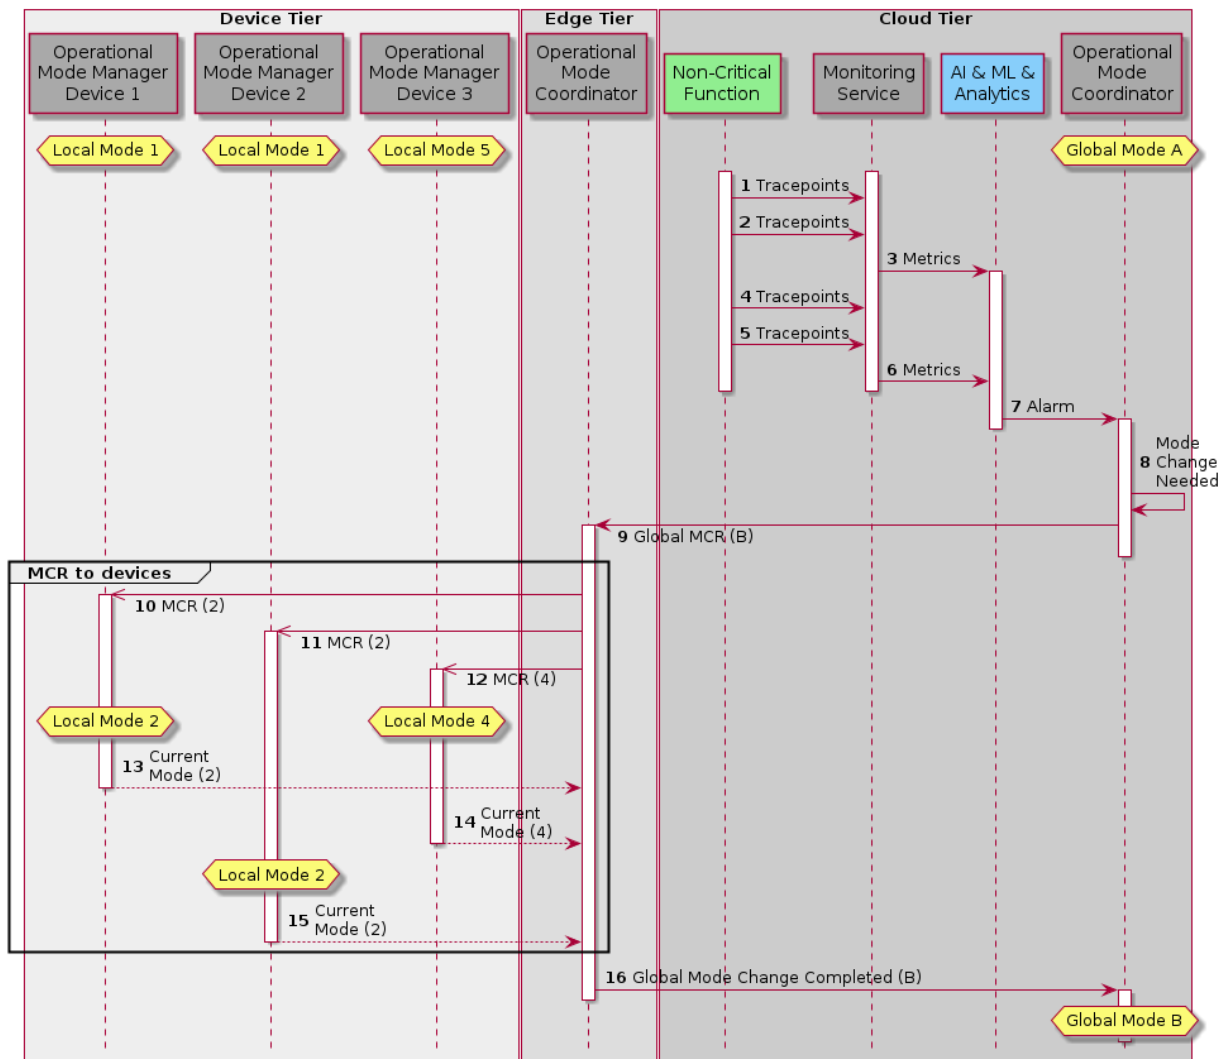 Device Tier
Edge Tier
Cloud Tier
Operational
Mode Manager
Device 1
Operational
Mode Manager
Device 2
Operational
Mode Manager
Device 3
Operational
Mode
Coordinator
Non-Critical
Function
Monitoring
Service
AI & ML &
Analytics
Operational
Mode
Coordinator
Local Mode 1
Local Mode 1
Local Mode 5
Global Mode A
1 Tracepoints
2 Tracepoints
3 Metrics
4 Tracepoints
5 Tracepoints
6 Metrics
7 Alarm
8 Mode
Change
Needed
9 Global MCR (B)
MCR to devices
10 MCR (2)
11 MCR (2)
12 MCR (4)
Local Mode 2
Local Mode 4
13 Current
Mode (2)
14 Current
Mode (4)
Local Mode 2
15 Current
Mode (2)
16 Global Mode Change Completed (B)
Global Mode B